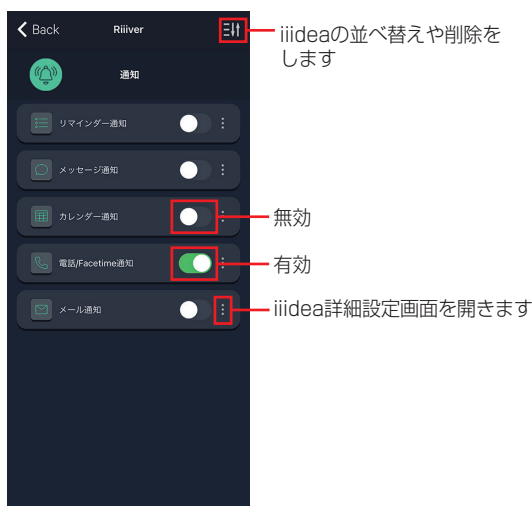 Back Riiiver
iiideaの並べ替えや削除を
します
通知
リマインダー通知
メッセージ通知
カレンダー通知
無効
電話/Facetime通知
有効
メール通知
iiidea詳細設定画面を開きます